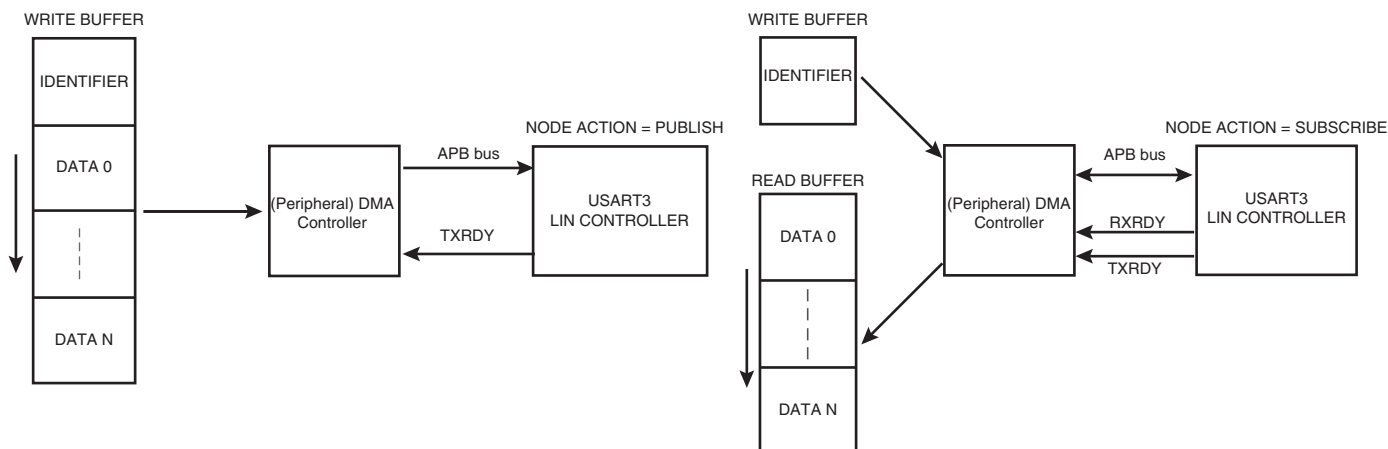 WRITE BUFFER
IDENTIFIER
DATA 0
DATA N
(Peripheral) DMA
Controller
APB bus
TXRDY
NODE ACTION = PUBLISH
USART3
LIN CONTROLLER
WRITE BUFFER
IDENTIFIER
READ BUFFER
DATA 0
DATA N
(Peripheral) DMA
Controller
APB bus
RXRDY
TXRDY
NODE ACTION = SUBSCRIBE
USART3
LIN CONTROLLER